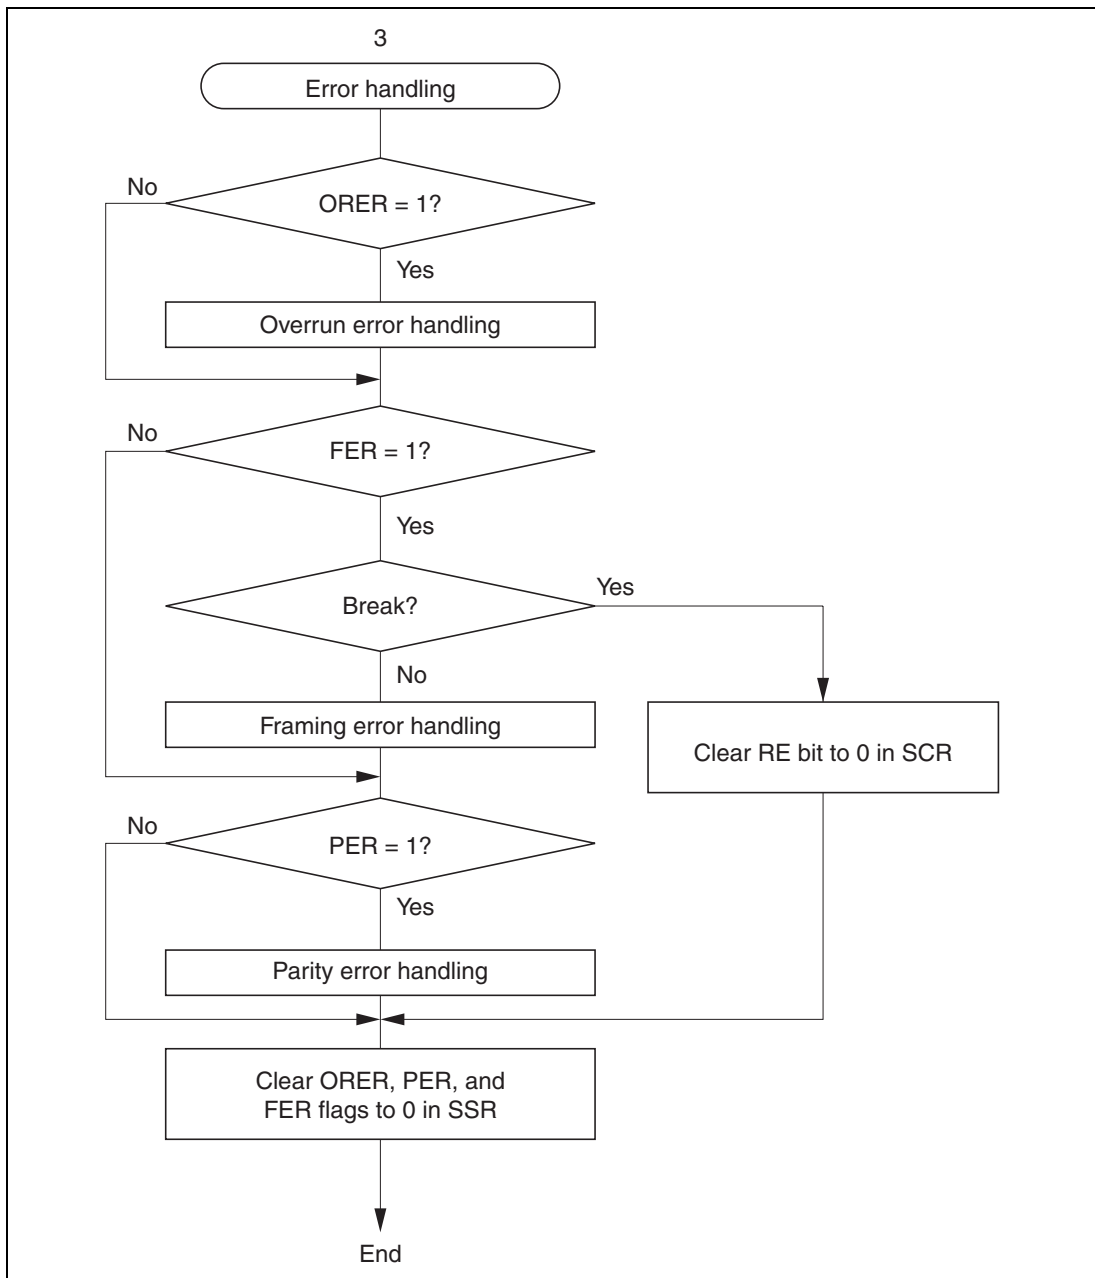 3
Error handling
No
ORER = 1?
Yes
Overrun error handling
No
FER = 1?
Yes
Break?
Yes
No
Framing error handling
Clear RE bit to 0 in SCR
No
PER = 1?
Yes
Parity error handling
Clear ORER, PER, and
FER flags to 0 in SSR
End